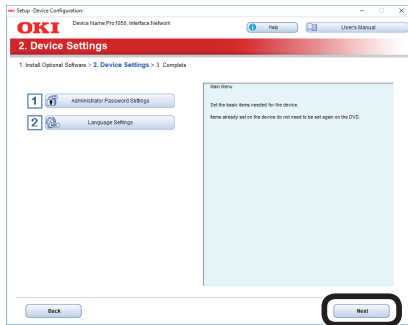 Setup -Device Configuration-
OKI
Device Name:Pro1050, Interface:Network
Help
User's Manual
2. Device Settings
1. Install Optional Software > 2. Device Settings > 3. Complete
1 Administrator Password Settings
2 Language Settings
Main Menu
Set the basic items needed for the device.
Items already set on the device do not need to be set again on the DVD.
Back
Next